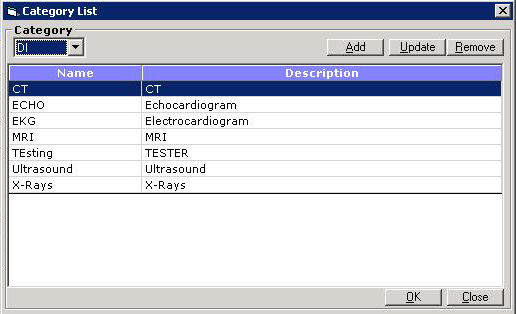 Category List
Category
DI
Add Update Remove
Name Description
CT CT
ECHO Echocardiogram
EKG Electrocardiogram
MRI MRI
TEsting TESTER
Ultrasound Ultrasound
X-Rays X-Rays
OK Close